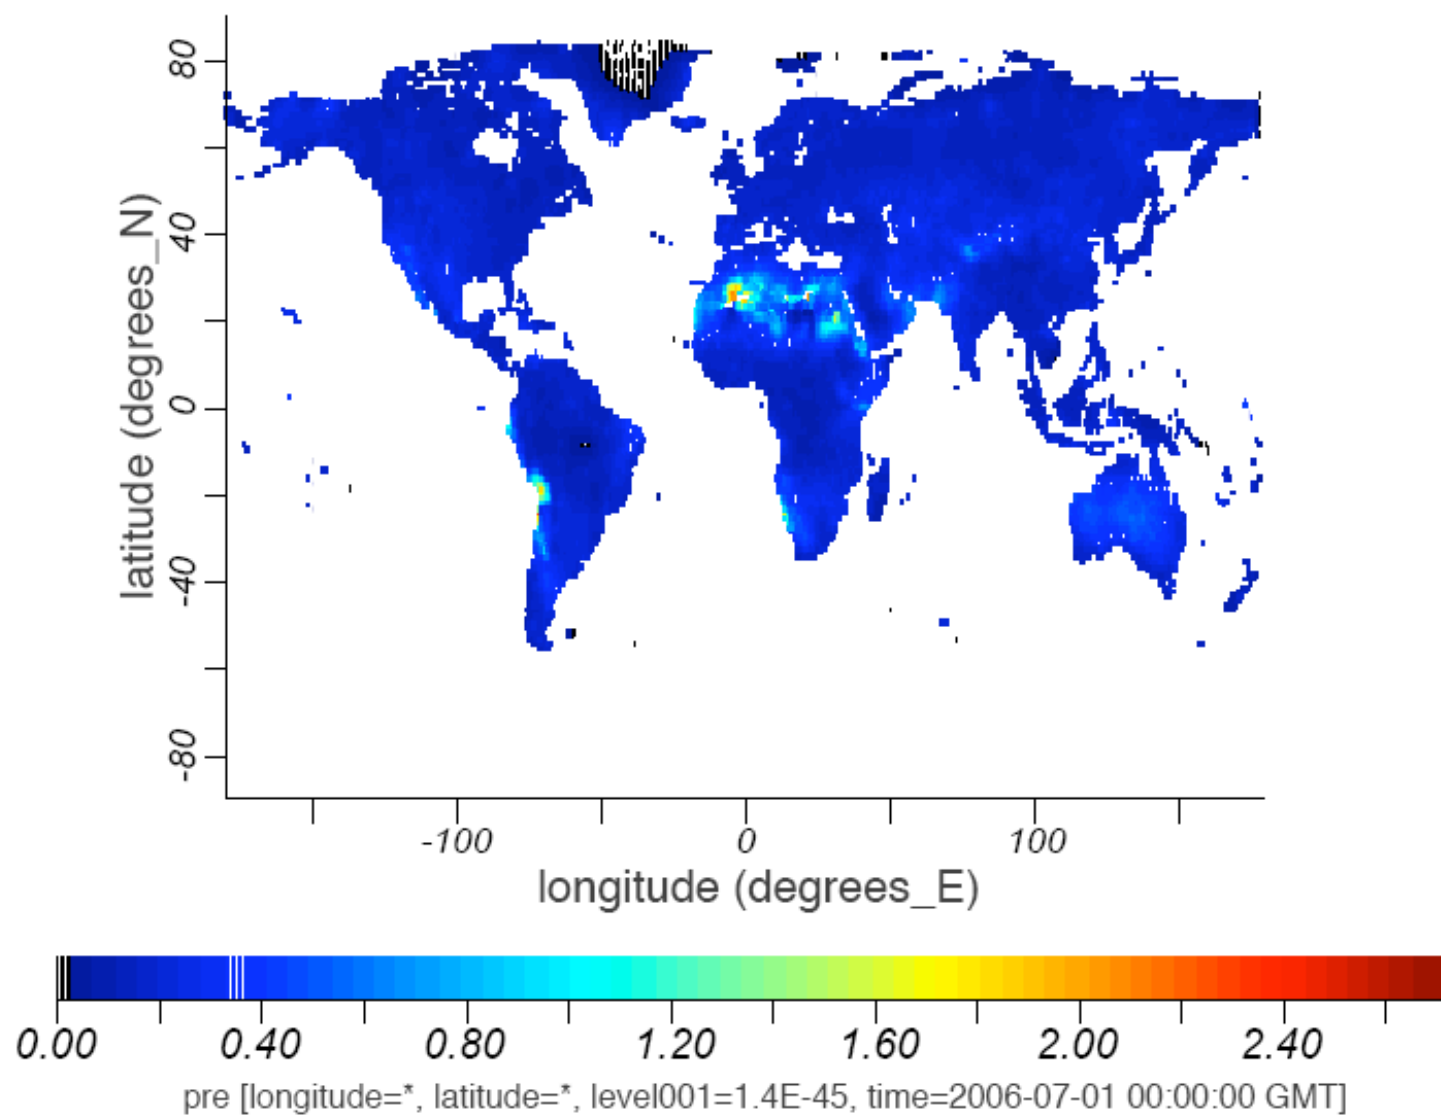 80
40
0
-40
-80
latitude (degrees_N)
-100 0 100
longitude (degrees_E)
0.00 0.40 0.80 1.20 1.60 2.00 2.40
pre [longitude=*, latitude=*, level001=1.4E-45, time=2006-07-01 00:00:00 GMT]